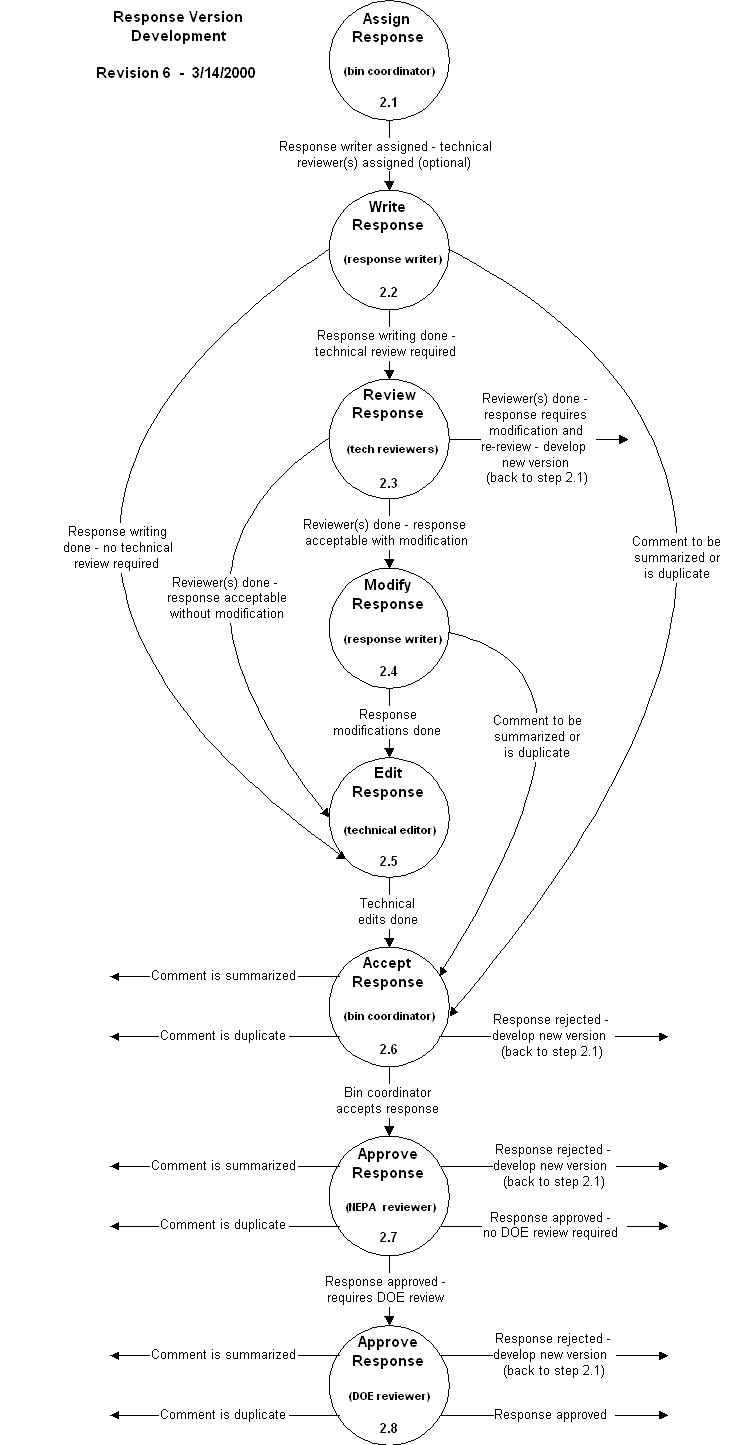 Response Version
Development
Revision 6 - 3/14/2000
Assign
Response
(bin coordinator)
2.1
Response writer assigned - technical
reviewer(s) assigned (optional)
Write
Response
(response writer)
2.2
Response writing done -
technical review required
Review
Response
(tech reviewers)
2.3
Reviewer(s) done -
response requires
modification and
re-review - develop
new version
(back to step 2.1)
Response writing
done - no technical
review required
Reviewer(s) done - response
acceptable with modification
Comment to be
summarized or
is duplicate
Reviewer(s) done -
response acceptable
without modification
Modify
Response
(response writer)
2.4
Response
modifications done
Comment to be
summarized or
is duplicate
Edit
Response
(technical editor)
2.5
Technical
edits done
Accept
Response
(bin coordinator)
2.6
Comment is summarized
Comment is duplicate
Response rejected -
develop new version
(back to step 2.1)
Bin coordinator
accepts response
Approve
Response
(NEPA reviewer)
2.7
Comment is summarized
Comment is duplicate
Response rejected -
develop new version
(back to step 2.1)
Response approved -
no DOE review required
Response approved -
requires DOE review
Approve
Response
(DOE reviewer)
2.8
Comment is summarized
Comment is duplicate
Response rejected -
develop new version
(back to step 2.1)
Response approved